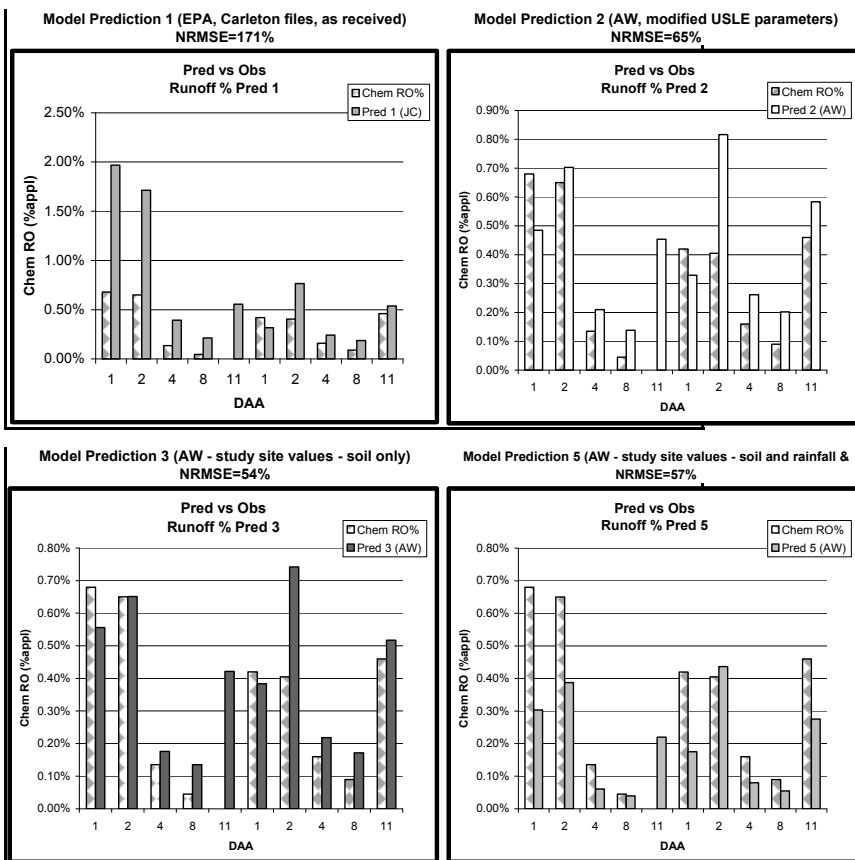 Model Prediction 1 (EPA, Carleton files, as received)
NRMSE=171%
Pred vs Obs
Runoff % Pred 1
Chem RO%
Pred 1 (JC)
2.50%
2.00%
1.50%
1.00%
0.50%
0.00%
Chem RO (%appl)
1 2 4 8 11 1 2 4 8 11
DAA
Model Prediction 2 (AW, modified USLE parameters)
NRMSE=65%
Pred vs Obs
Runoff % Pred 2
Chem RO%
Pred 2 (AW)
0.90%
0.80%
0.70%
0.60%
0.50%
0.40%
0.30%
0.20%
0.10%
0.00%
Chem RO (%appl)
1 2 4 8 11 1 2 4 8 11
DAA
Model Prediction 3 (AW - study site values - soil only)
NRMSE=54%
Pred vs Obs
Runoff % Pred 3
Chem RO%
Pred 3 (AW)
0.80%
0.70%
0.60%
0.50%
0.40%
0.30%
0.20%
0.10%
0.00%
Chem RO (%appl)
1 2 4 8 11 1 2 4 8 11
DAA
Model Prediction 5 (AW - study site values - soil and rainfall &
NRMSE=57%
Pred vs Obs
Runoff % Pred 5
Chem RO%
Pred 5 (AW)
0.80%
0.70%
0.60%
0.50%
0.40%
0.30%
0.20%
0.10%
0.00%
Chem RO (%appl)
1 2 4 8 11 1 2 4 8 11
DAA